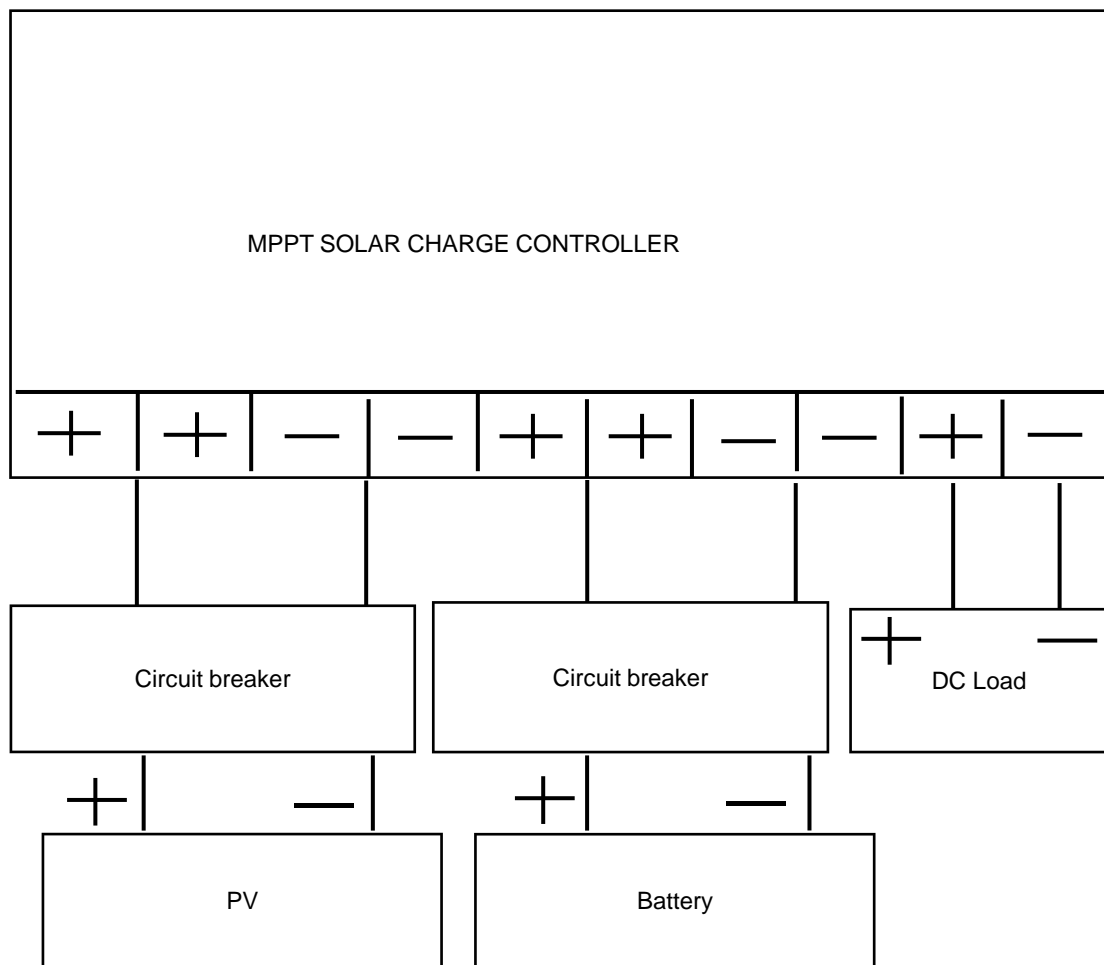 MPPT SOLAR CHARGE CONTROLLER
+ + — — + + — — + —
+ —
Circuit breaker
Circuit breaker
DC Load
+ — + —
PV
Battery